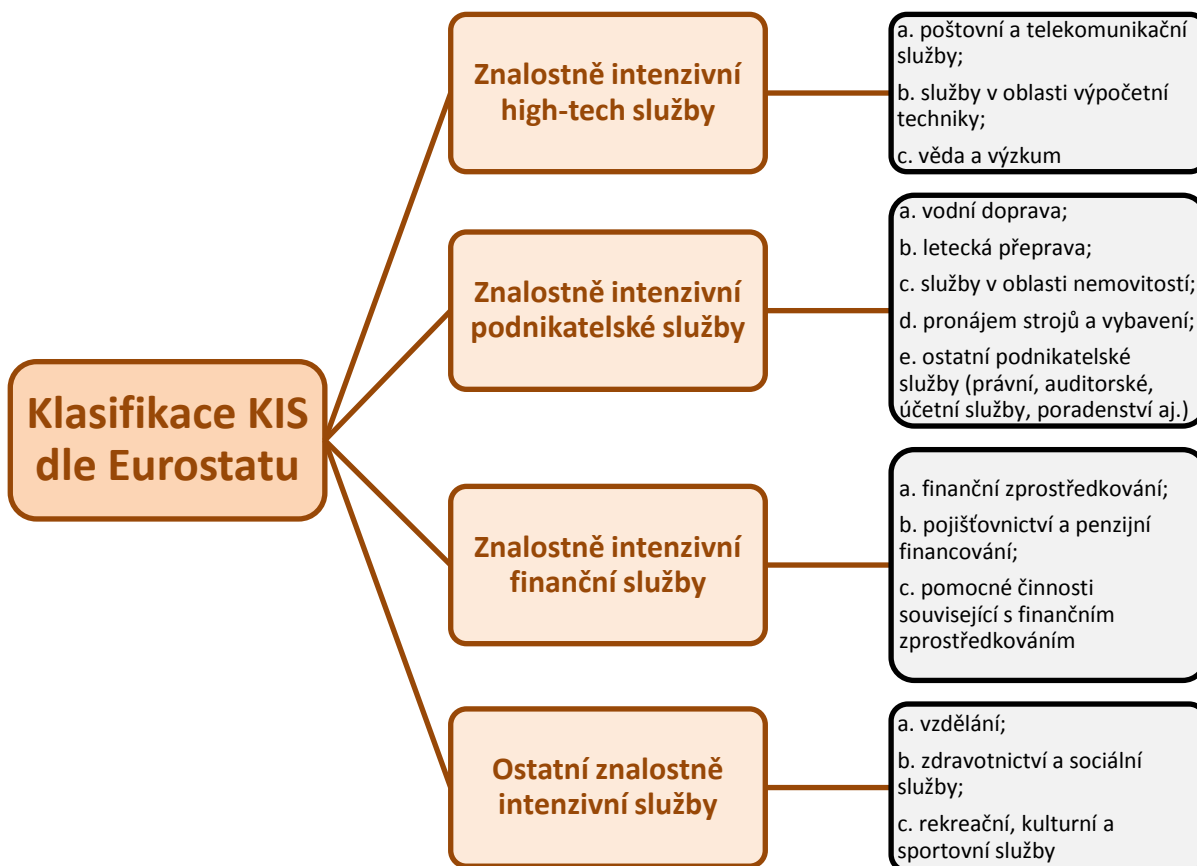 Klasifikace KIS
dle Eurostatu
Znalostně intenzivní
high-tech služby
a. poštovní a telekomunikační
služby;
b. služby v oblasti výpočetní
techniky;
c. věda a výzkum
Znalostně intenzivní
podnikatelské služby
a. vodní doprava;
b. letecká přeprava;
c. služby v oblasti nemovitostí;
d. pronájem strojů a vybavení;
e. ostatní podnikatelské
služby (právní, auditorské,
účetní služby, poradenství aj.)
Znalostně intenzivní
finanční služby
a. finanční zprostředkování;
b. pojišťovnictví a penzijní
financování;
c. pomocné činnosti
související s finančním
zprostředkováním
Ostatní znalostně
intenzivní služby
a. vzdělání;
b. zdravotnictví a sociální
služby;
c. rekreační, kulturní a
sportovní služby